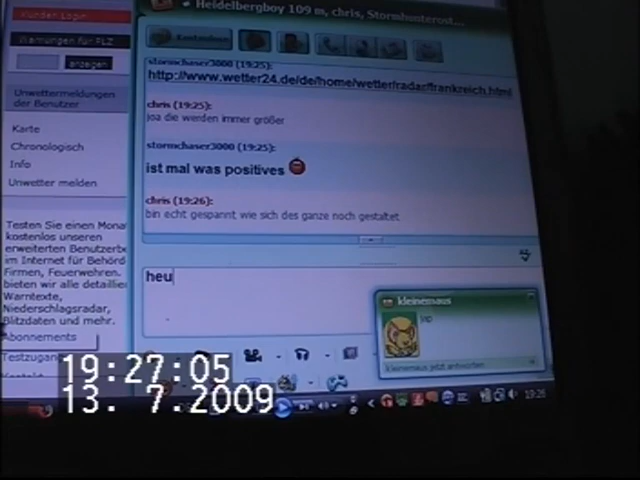 Kunden Login
Warnungen für PLZ
anzeigen
Unwettermeldungen
der Benutzer
Karte
Chronologisch
Info
Unwetter melden
Testen Sie einen Mona
kostenlos unseren
erweiterten Benutzerbe
im Internet für Behörd
Firmen, Feuerwehren.
bieten wir alle detaillie
Warntexte,
Niederschlagsradar,
Blitzdaten und mehr.
Abonnements
Testzugan
Heidelbergboy 109 m, chris, Stormhunterost...
stormchaser3000 (19:25):
http://www.wetter24.de/de/home/wetter/radar/frankreich.html
chris (19:25):
joa die werden immer größer
stormchaser3000 (19:25):
ist mal was positives
chris (19:26):
bin echt gespannt wie sich des ganze noch gestaltet
heu
kleinemaus
jap
kleinemaus jetzt antworten
19:26
19:27:05
13. 7.2009